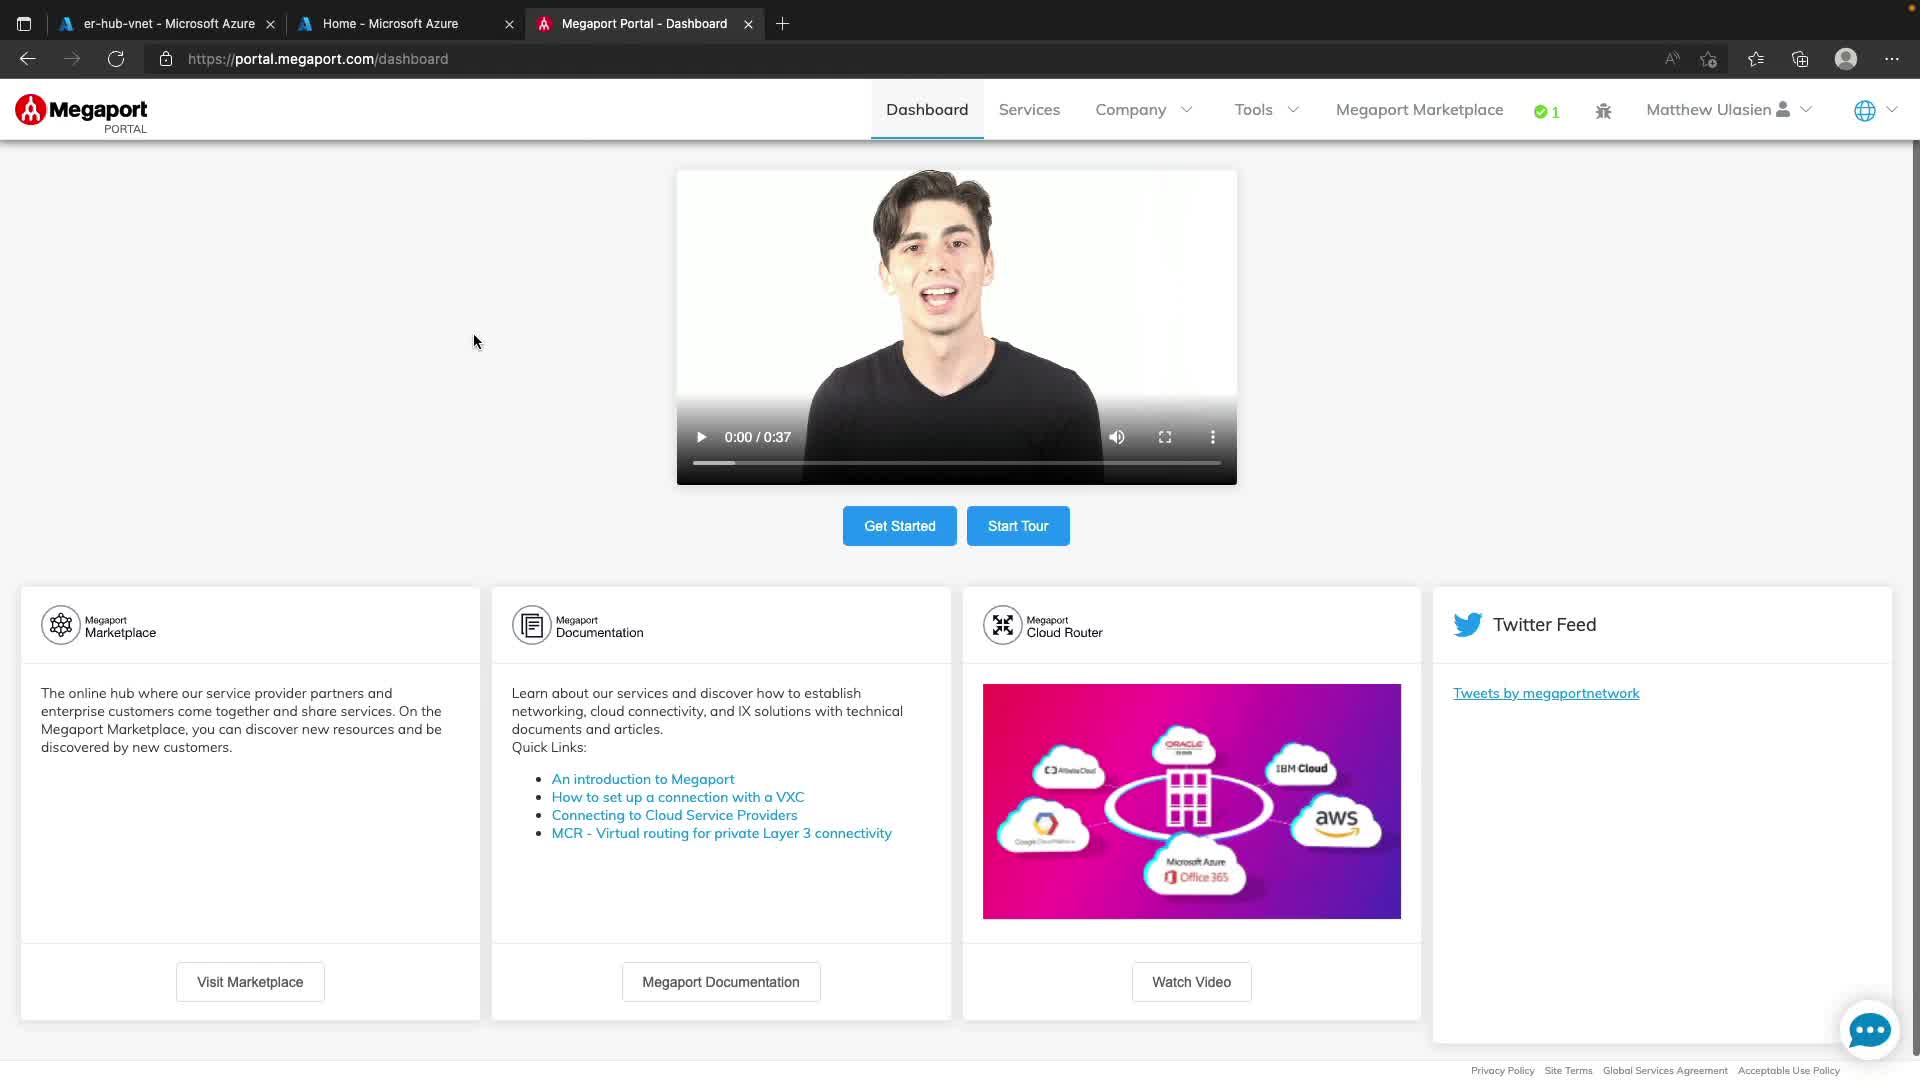 er-hub-vnet - Microsoft Azure
Home - Microsoft Azure
Megaport Portal - Dashboard
https://portal.megaport.com/dashboard
Megaport
PORTAL
Dashboard
Services
Company
Tools
Megaport Marketplace
1
Matthew Ulasien
0:00 / 0:37
Get Started
Start Tour
Megaport
Marketplace
The online hub where our service provider partners and
enterprise customers come together and share services. On the
Megaport Marketplace, you can discover new resources and be
discovered by new customers.
Visit Marketplace
Megaport
Documentation
Learn about our services and discover how to establish
networking, cloud connectivity, and IX solutions with technical
documents and articles.
Quick Links:
An introduction to Megaport
How to set up a connection with a VXC
Connecting to Cloud Service Providers
MCR - Virtual routing for private Layer 3 connectivity
Megaport Documentation
Megaport
Cloud Router
ORACLE
Alibaba Cloud
IBM Cloud
aws
Microsoft Azure
Office 365
Watch Video
Twitter Feed
Tweets by megaportnetwork
Privacy Policy
Site Terms
Global Services Agreement
Acceptable Use Policy